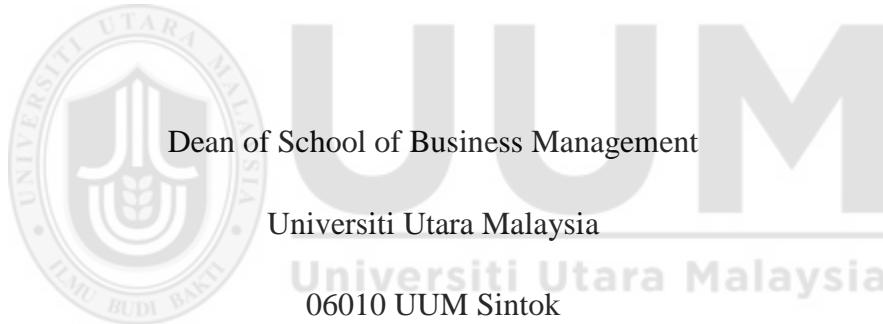 UNIVERSITI UTARA MALAYSIA
UUM
Dean of School of Business Management
Universiti Utara Malaysia
Universiti Utara Malaysia
06010 UUM Sintok
ILMU BUDI BAKTI